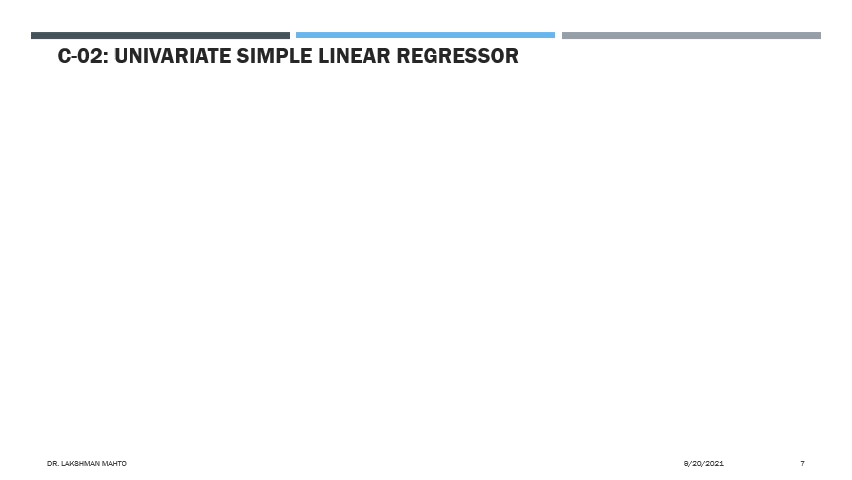 C-02: UNIVARIATE SIMPLE LINEAR REGRESSOR
DR. LAKSHMAN MAHTO
9/20/2021
7